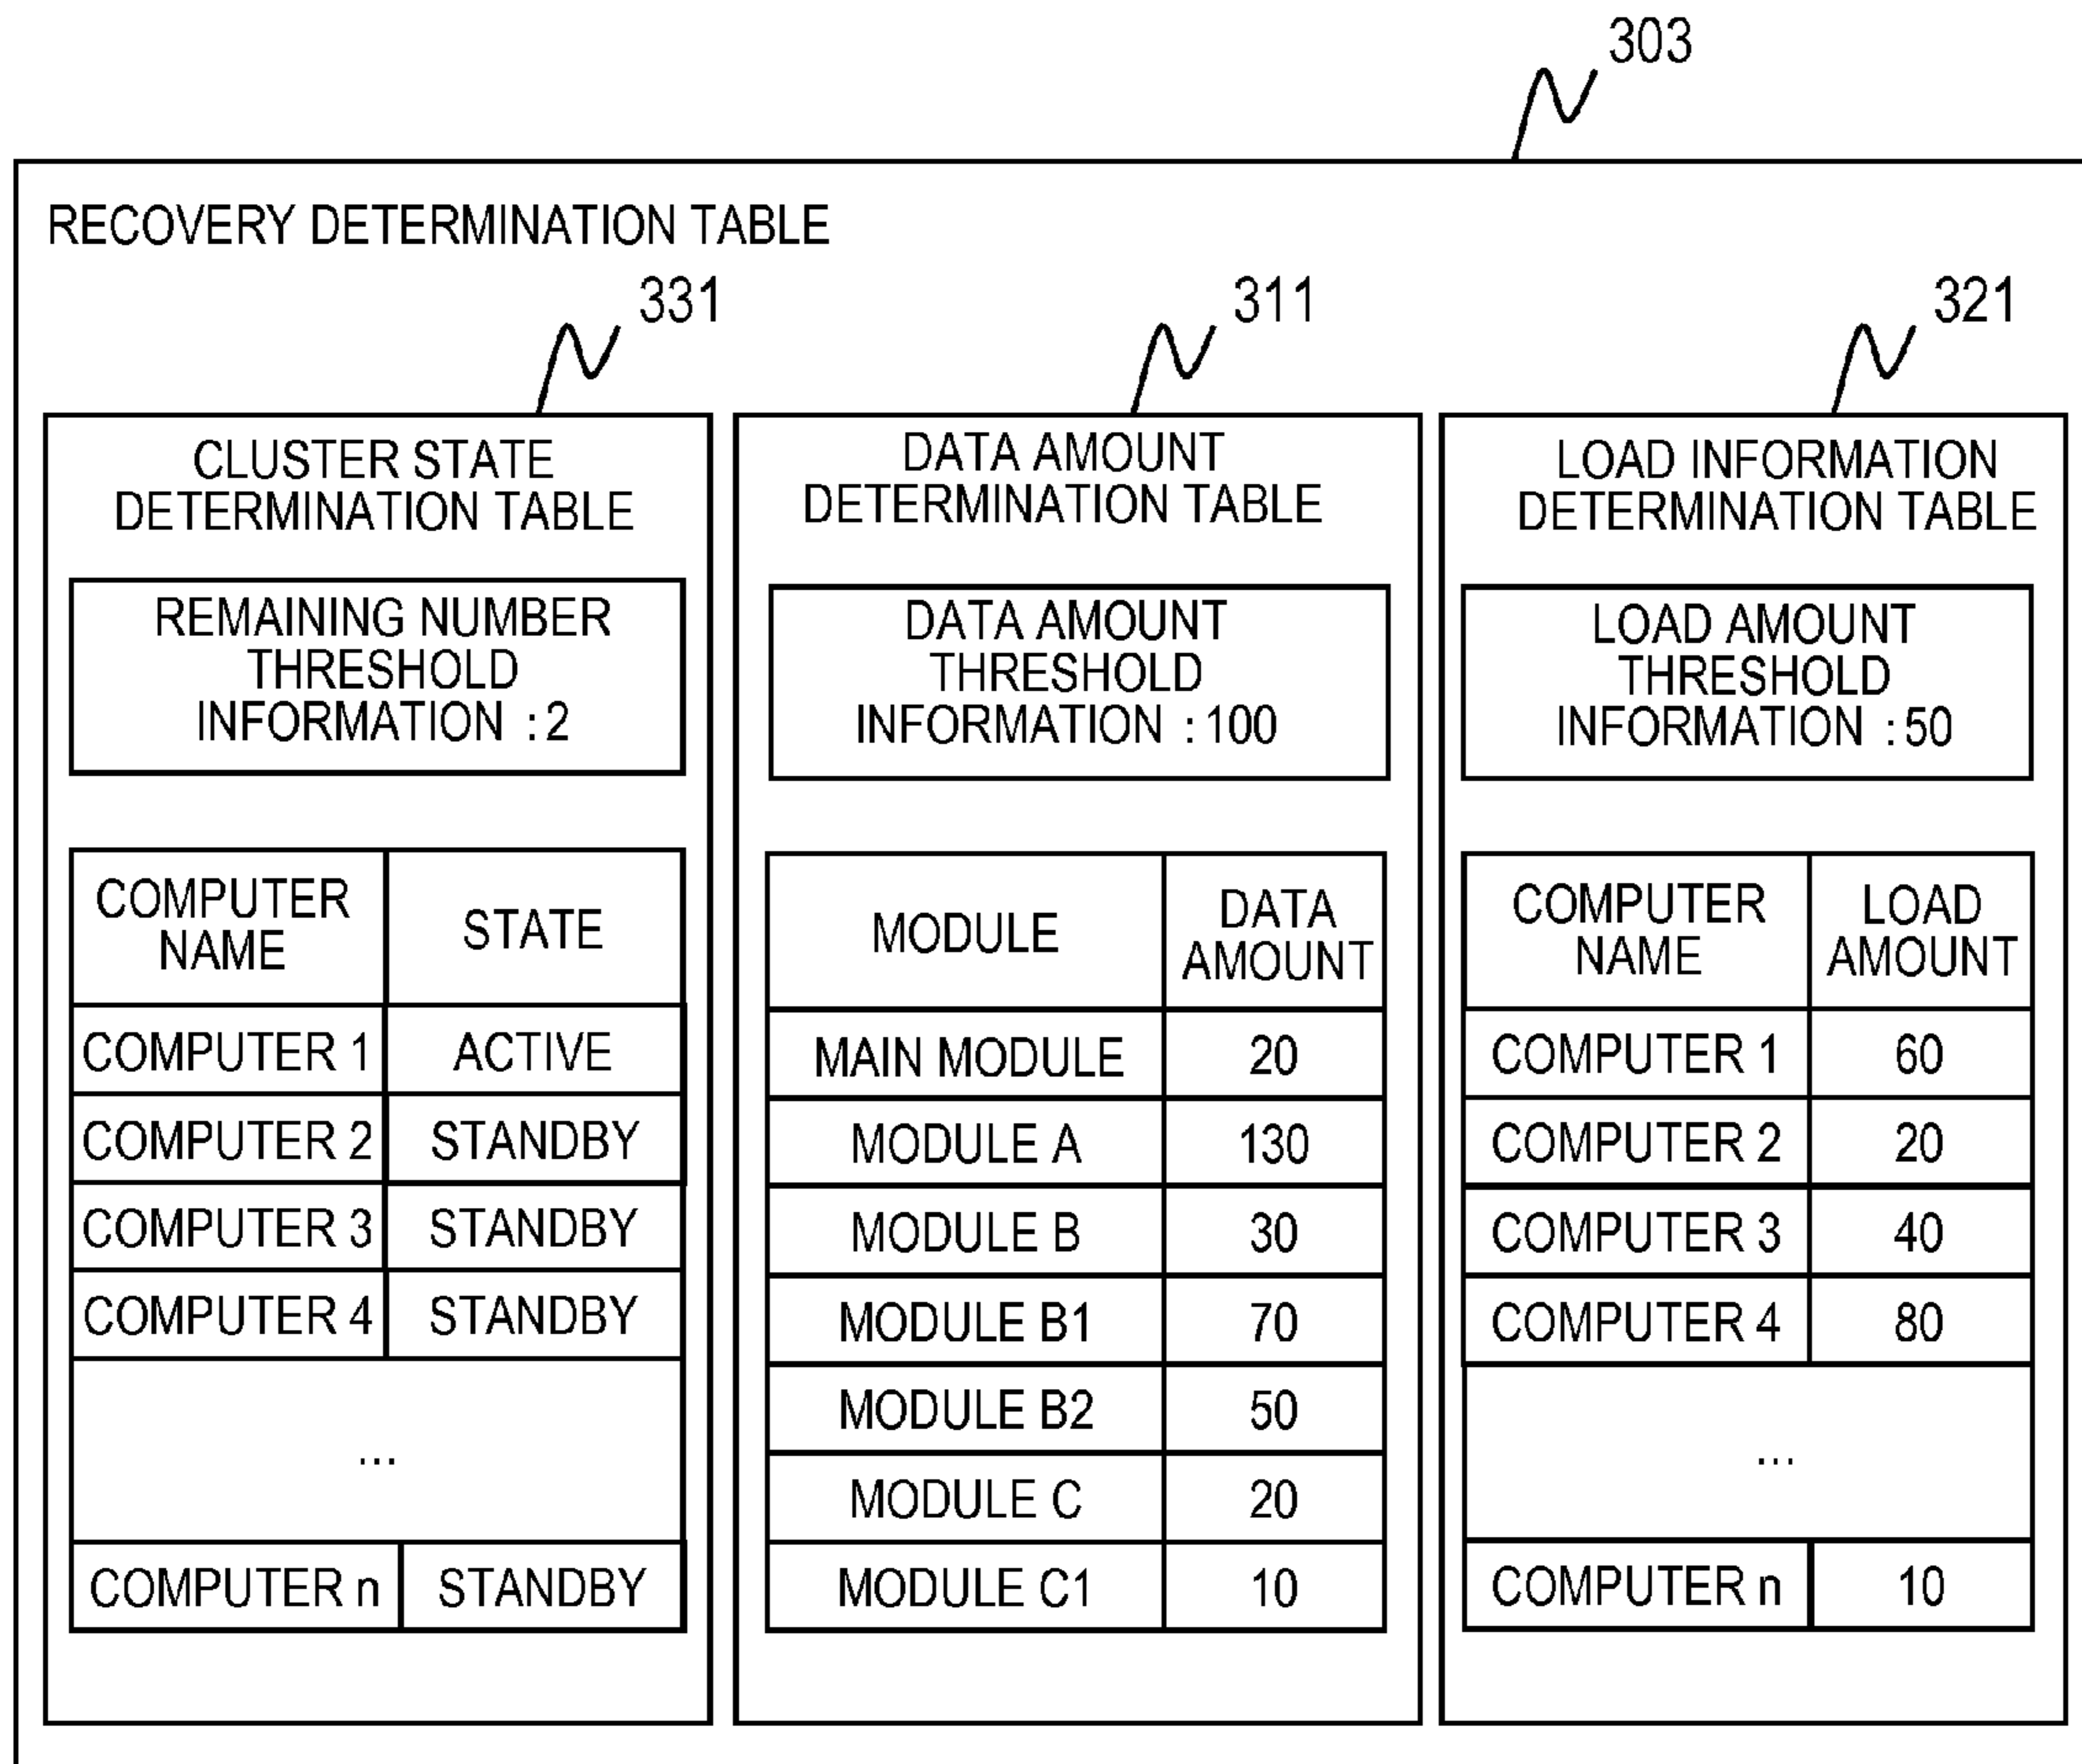 303
RECOVERY DETERMINATION TABLE
331
311
321
CLUSTER STATE
DETERMINATION TABLE
REMAINING NUMBER
THRESHOLD
INFORMATION : 2
COMPUTER
NAME
STATE
COMPUTER 1 ACTIVE
COMPUTER 2 STANDBY
COMPUTER 3 STANDBY
COMPUTER 4 STANDBY
...
COMPUTER n STANDBY
DATA AMOUNT
DETERMINATION TABLE
DATA AMOUNT
THRESHOLD
INFORMATION : 100
MODULE
DATA
AMOUNT
MAIN MODULE 20
MODULE A 130
MODULE B 30
MODULE B1 70
MODULE B2 50
MODULE C 20
MODULE C1 10
LOAD INFORMATION
DETERMINATION TABLE
LOAD AMOUNT
THRESHOLD
INFORMATION : 50
COMPUTER
NAME
LOAD
AMOUNT
COMPUTER 1 60
COMPUTER 2 20
COMPUTER 3 40
COMPUTER 4 80
...
COMPUTER n 10